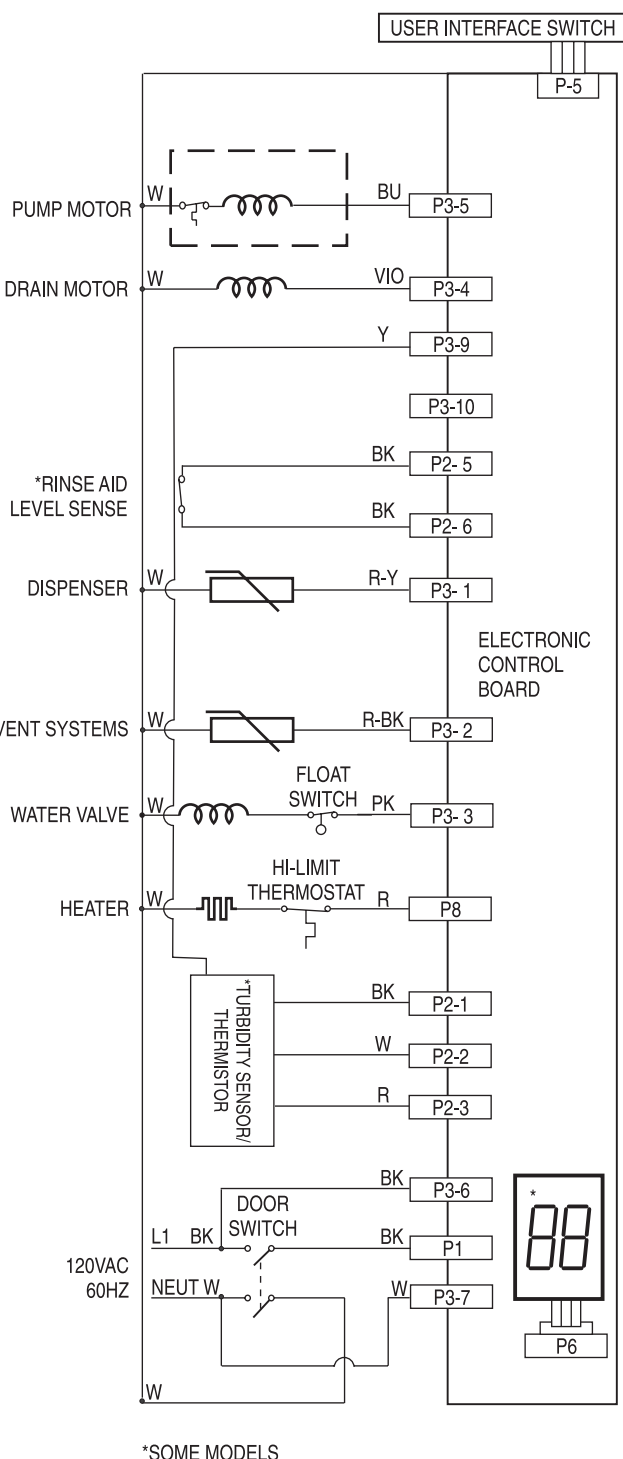 USER INTERFACE SWITCH
P-5
PUMP MOTOR
W
BU
P3-5
DRAIN MOTOR
W
VIO
P3-4
Y
P3-9
P3-10
*RINSE AID
LEVEL SENSE
BK
P2- 5
BK
P2- 6
DISPENSER
W
R-Y
P3- 1
ELECTRONIC
CONTROL
BOARD
VENT SYSTEMS
W
R-BK
P3- 2
WATER VALVE
W
FLOAT
SWITCH
PK
P3- 3
HEATER
W
HI-LIMIT
THERMOSTAT
R
P8
*TURBIDITY SENSOR/
THERMISTOR
BK
P2-1
W
P2-2
R
P2-3
BK
P3-6
DOOR
SWITCH
120VAC
60HZ
L1 BK
BK
P1
NEUT W
W
P3-7
*
88
P6
W
*SOME MODELS